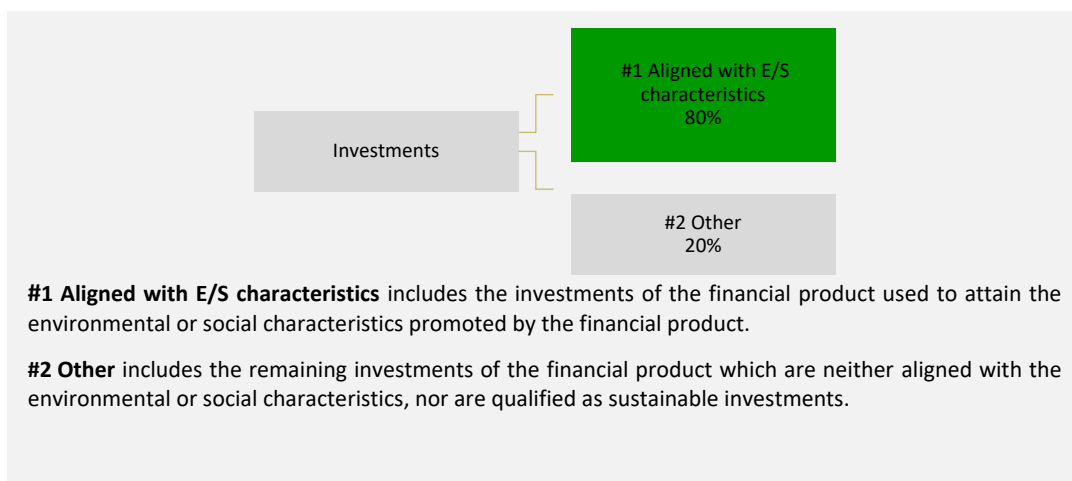 #1 Aligned with E/S
characteristics
80%
Investments
#2 Other
20%
#1 Aligned with E/S characteristics includes the investments of the financial product used to attain the
environmental or social characteristics promoted by the financial product.
#2 Other includes the remaining investments of the financial product which are neither aligned with the
environmental or social characteristics, nor are qualified as sustainable investments.